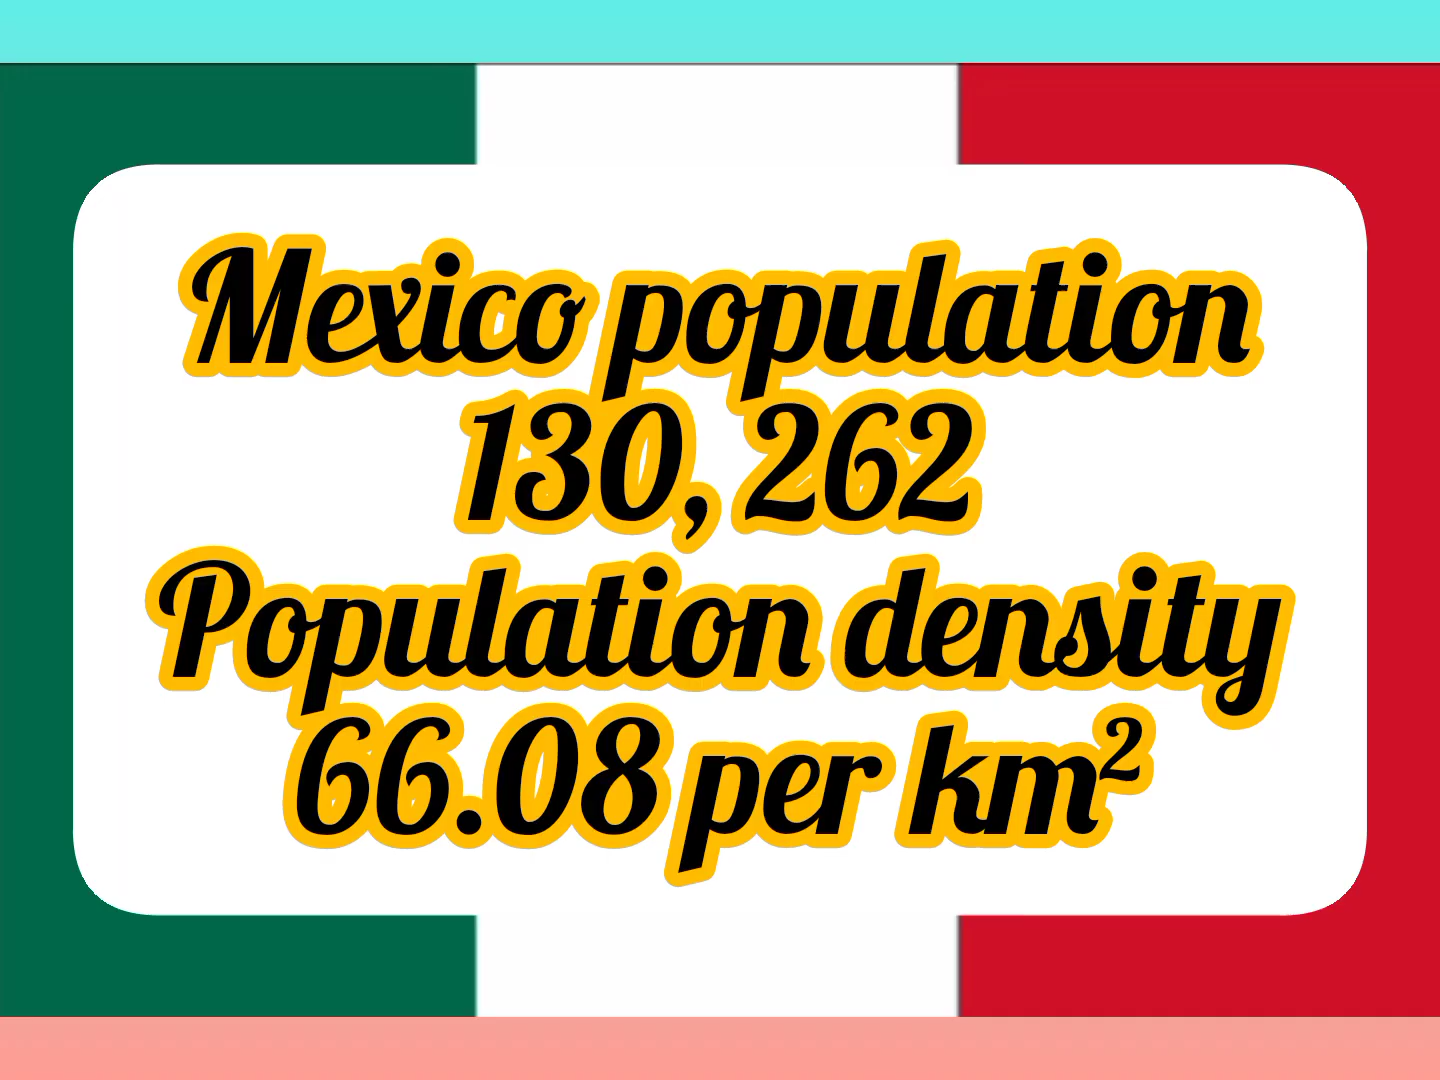 Mexico population
130, 262
Population density
66.08 per km²